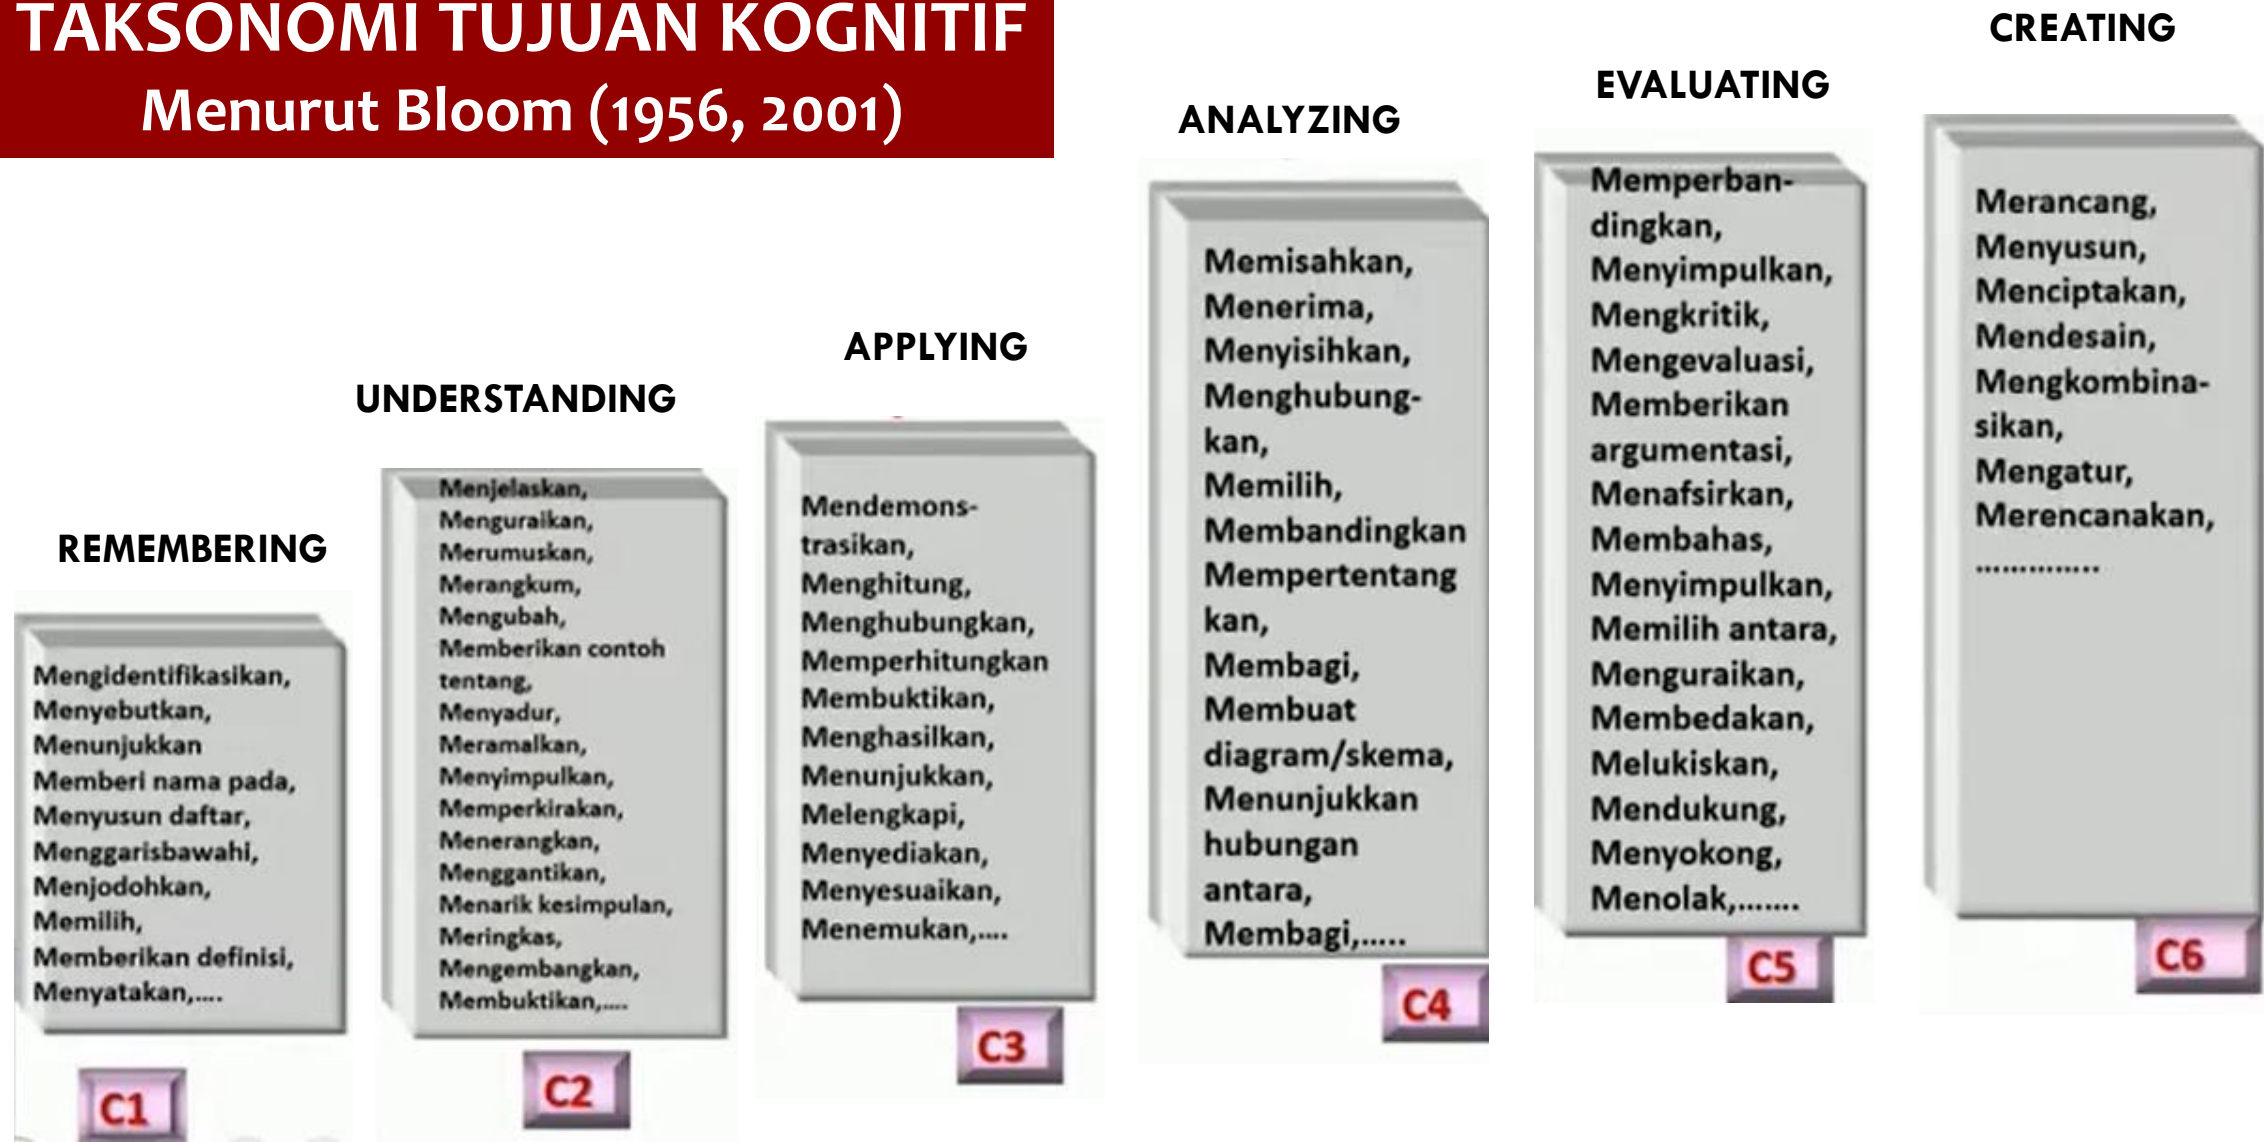 TAKSONOMI TUJUAN KOGNITIF
Menurut Bloom (1956, 2001)
REMEMBERING
Mengidentifikasikan,
Menyebutkan,
Menunjukkan
Memberi nama pada,
Menyusun daftar,
Menggarisbawahi,
Menjodohkan,
Memilih,
Memberikan definisi,
Menyatakan,....
C1
UNDERSTANDING
Menjelaskan,
Menguraikan,
Merumuskan,
Merangkum,
Mengubah,
Memberikan contoh
tentang,
Menyadur,
Meramalkan,
Menyimpulkan,
Memperkirakan,
Menerangkan,
Menggantikan,
Menarik kesimpulan,
Meringkas,
Mengembangkan,
Membuktikan,....
C2
APPLYING
Mendemons-
trasikan,
Menghitung,
Menghubungkan,
Memperhitungkan
Membuktikan,
Menghasilkan,
Menunjukkan,
Melengkapi,
Menyediakan,
Menyesuaikan,
Menemukan,....
C3
ANALYZING
Memisahkan,
Menerima,
Menyisihkan,
Menghubung-
kan,
Memilih,
Membandingkan
Mempertentang
kan,
Membagi,
Membuat
diagram/skema,
Menunjukkan
hubungan
antara,
Membagi,.....
C4
EVALUATING
Memperban-
dingkan,
Menyimpulkan,
Mengkritik,
Mengevaluasi,
Memberikan
argumentasi,
Menafsirkan,
Membahas,
Menyimpulkan,
Memilih antara,
Menguraikan,
Membedakan,
Melukiskan,
Mendukung,
Menyokong,
Menolak,.......
C5
CREATING
Merancang,
Menyusun,
Menciptakan,
Mendesain,
Mengkombina-
sikan,
Mengatur,
Merencanakan,
..............
C6